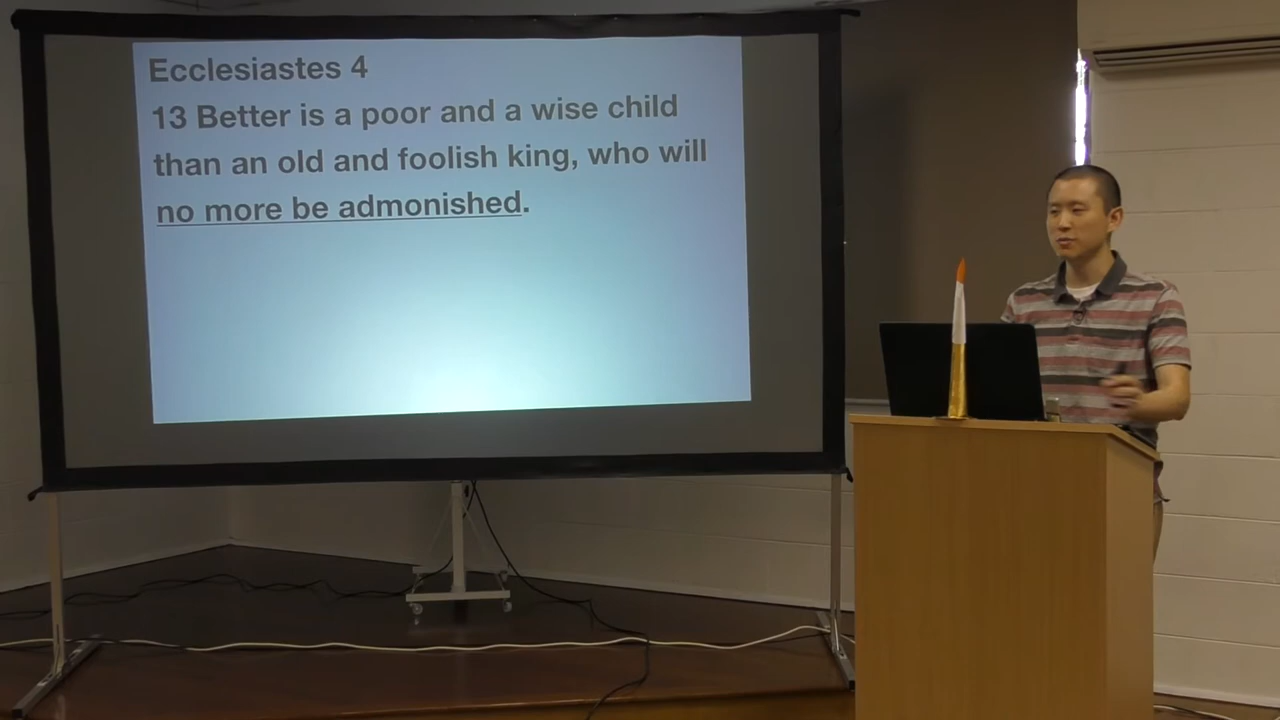 Ecclesiastes 4
13 Better is a poor and a wise child
than an old and foolish king, who will
no more be admonished.